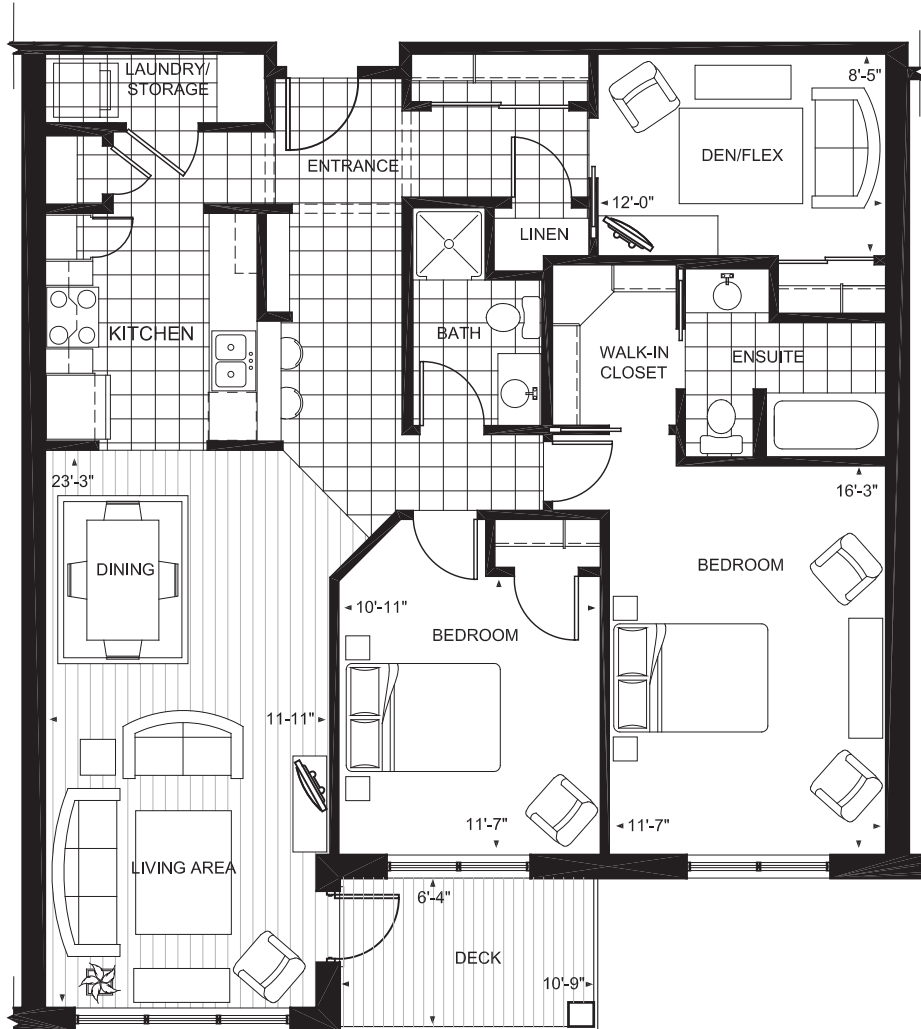 LAUNDRY/
STORAGE
8'-5"
ENTRANCE
DEN/FLEX
12'-0"
LINEN
KITCHEN
BATH
WALK-IN
CLOSET
ENSUITE
23'-3"
16'-3"
DINING
BEDROOM
10'-11"
BEDROOM
11-11"
11'-7"
11'-7"
LIVING AREA
6'-4"
DECK
10'-9"